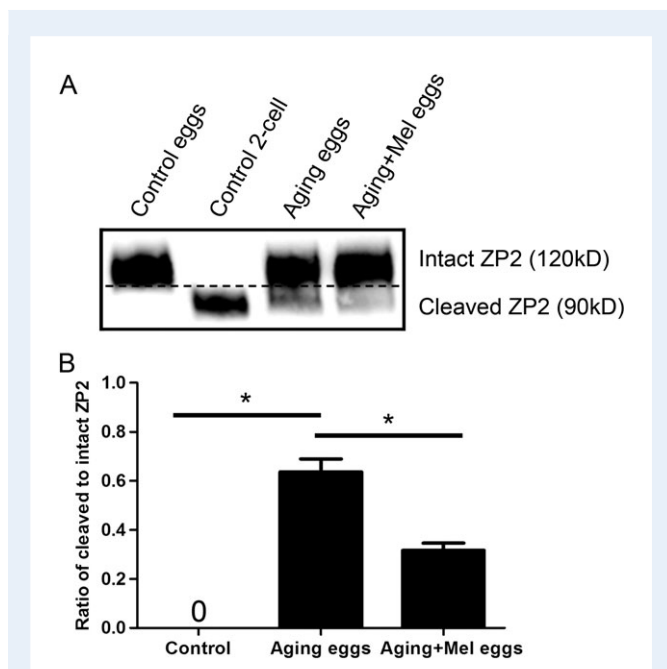 A
Control eggs
Control 2-cell
Aging eggs
Aging+Mel eggs
Intact ZP2 (120kD)
Cleaved ZP2 (90kD)
B
Ratio of cleaved to intact ZP2
1.0
0.8
0.6
0.4
0.2
0.0
*
*
0
Control
Aging eggs
Aging+Mel eggs